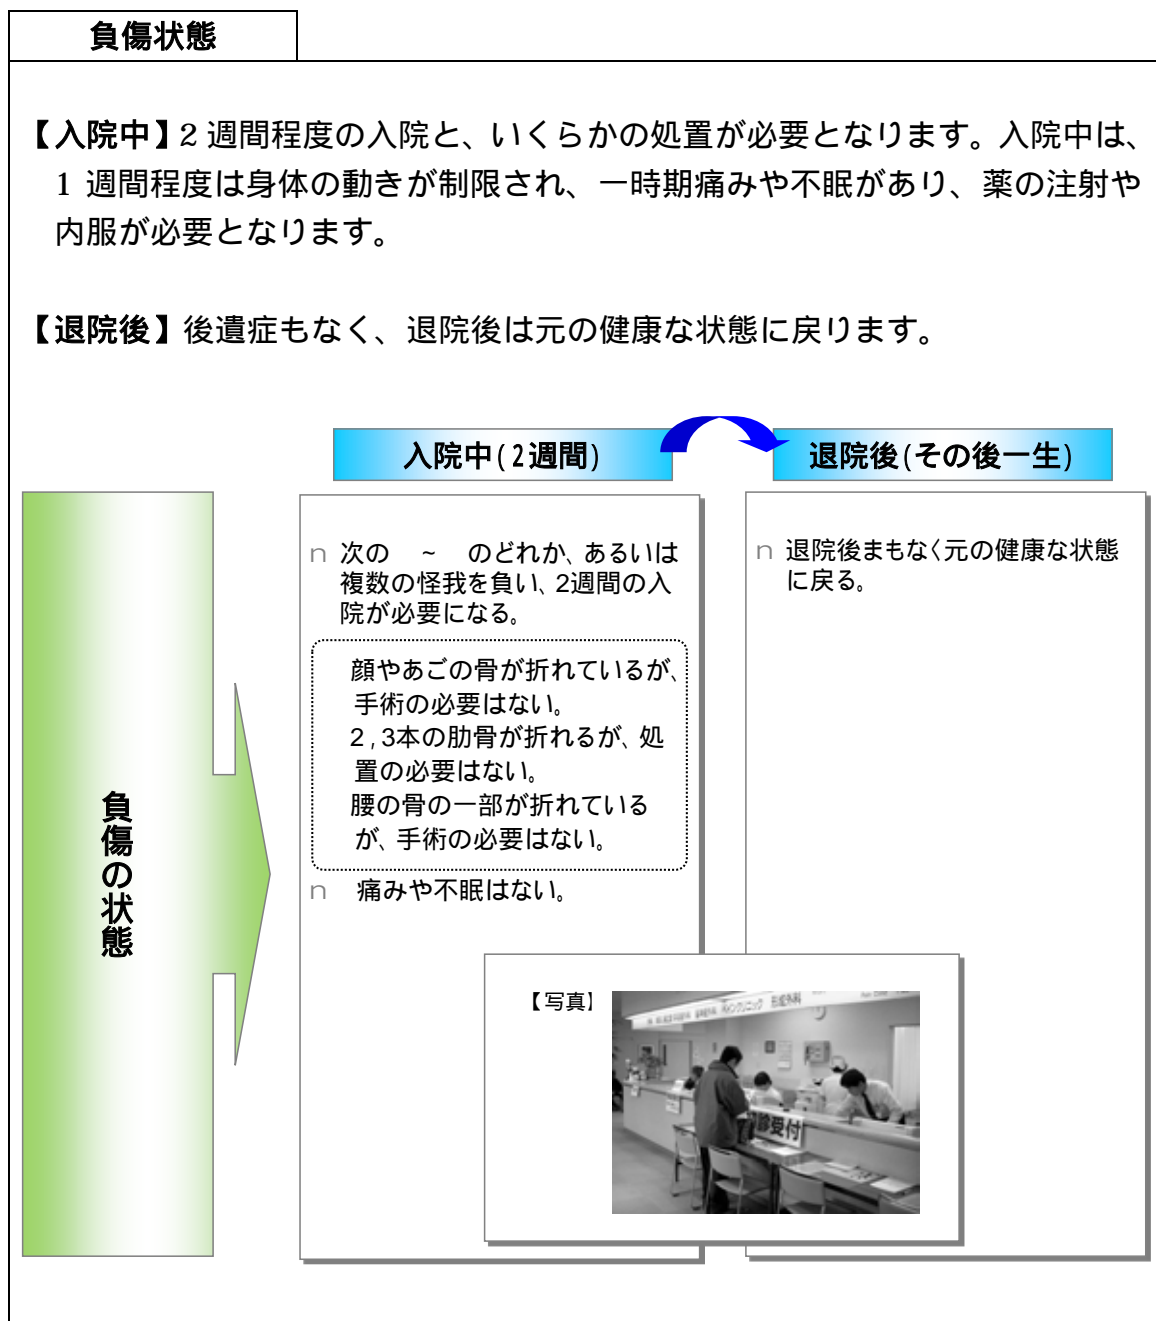 負傷状態
【入院中】2 週間程度の入院と、いくらかの処置が必要となります。入院中は、
1 週間程度は身体の動きが制限され、一時期痛みや不眠があり、薬の注射や
内服が必要となります。
【退院後】後遺症もなく、退院後は元の健康な状態に戻ります。
入院中(2週間)
退院後(その後一生)
負傷の状態
n 次の　~　のどれか、あるいは
複数の怪我を負い、2週間の入
院が必要になる。
顔やあごの骨が折れているが、
手術の必要はない。
2,3本の肋骨が折れるが、処
置の必要はない。
腰の骨の一部が折れている
が、手術の必要はない。
n 痛みや不眠はない。
n 退院後まもなく元の健康な状態
に戻る。
【写真】
形成外科
診受付